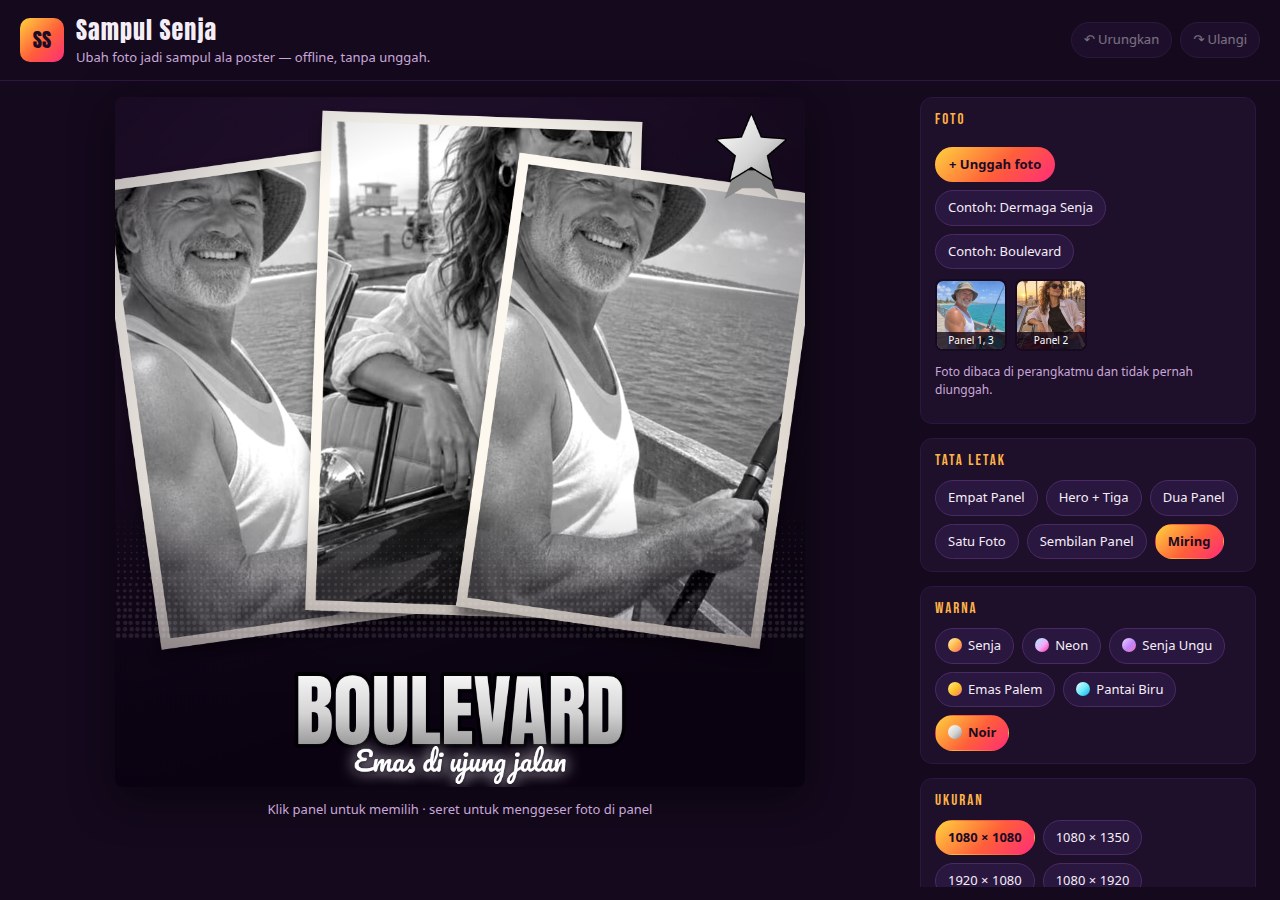 SS
Sampul Senja
Ubah foto jadi sampul ala poster — offline, tanpa unggah.
↶ Urungkan
↷ Ulangi
BOULEVARD
Emas di ujung jalan
Klik panel untuk memilih · seret untuk menggeser foto di panel
FOTO
+ Unggah foto
Contoh: Dermaga Senja
Contoh: Boulevard
Panel 1, 3
Panel 2
Foto dibaca di perangkatmu dan tidak pernah
diunggah.
TATA LETAK
Empat Panel
Hero + Tiga
Dua Panel
Satu Foto
Sembilan Panel
Miring
WARNA
Senja
Neon
Senja Ungu
Emas Palem
Pantai Biru
Noir
UKURAN
1080 × 1080
1080 × 1350
1920 × 1080
1080 × 1920